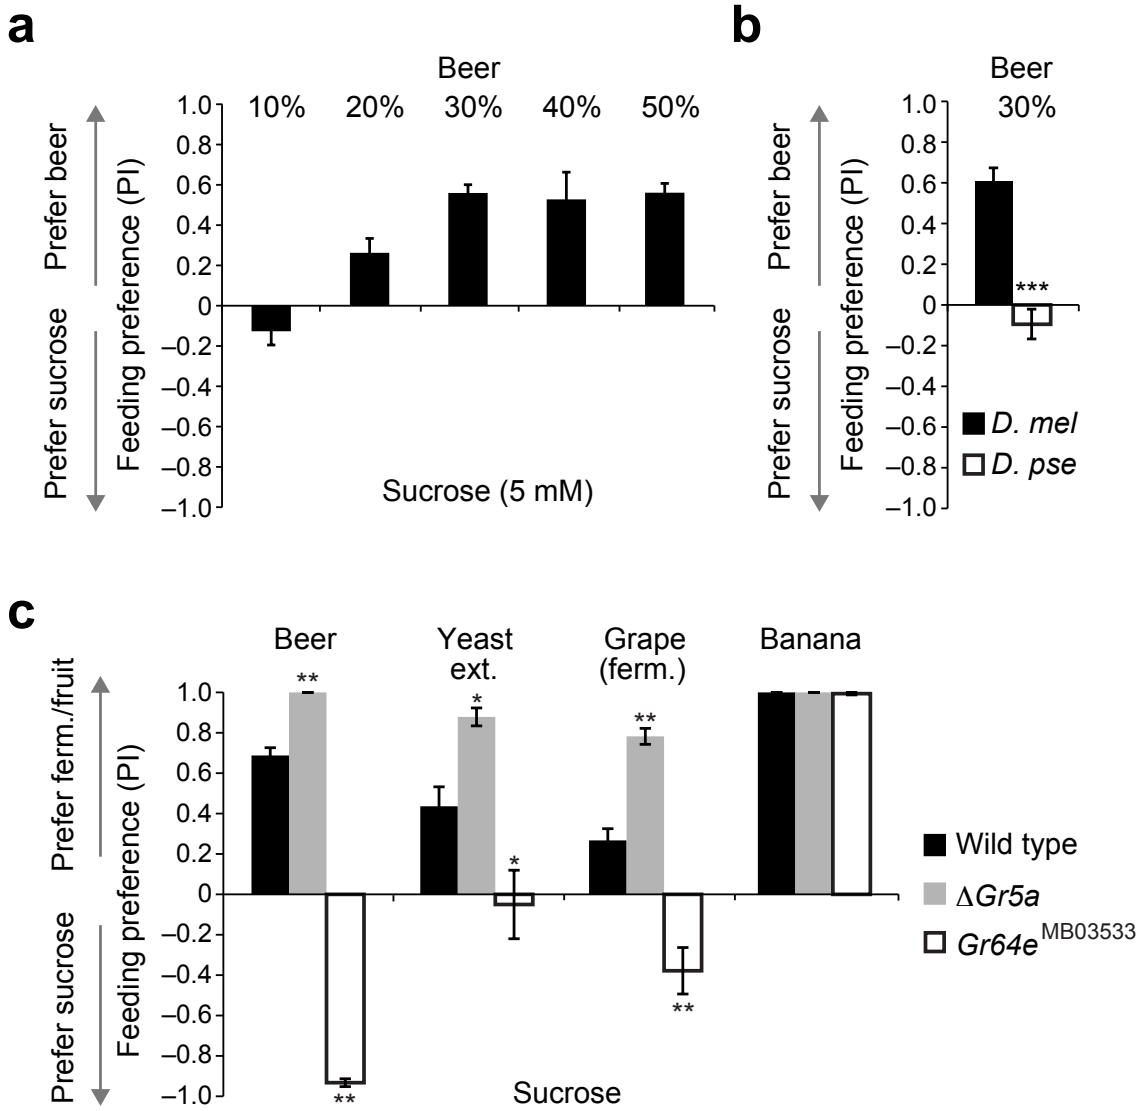 a
Beer
10% 20% 30% 40% 50%
Prefer beer
Prefer sucrose
Feeding preference (PI)
1.0
0.8
0.6
0.4
0.2
0
–0.2
–0.4
–0.6
–0.8
–1.0
Sucrose (5 mM)
b
Beer
30%
Prefer beer
Prefer sucrose
Feeding preference (PI)
1.0
0.8
0.6
0.4
0.2
0
–0.2
–0.4
–0.6
–0.8
–1.0
***
D. mel
D. pse
c
Beer
Yeast
ext.
Grape
(ferm.)
Banana
Prefer ferm./fruit
Prefer sucrose
Feeding preference (PI)
1.0
0.8
0.6
0.4
0.2
0
–0.2
–0.4
–0.6
–0.8
–1.0
**
**
*
*
**
**
Sucrose
Wild type
ΔGr5a
Gr64e MB03533